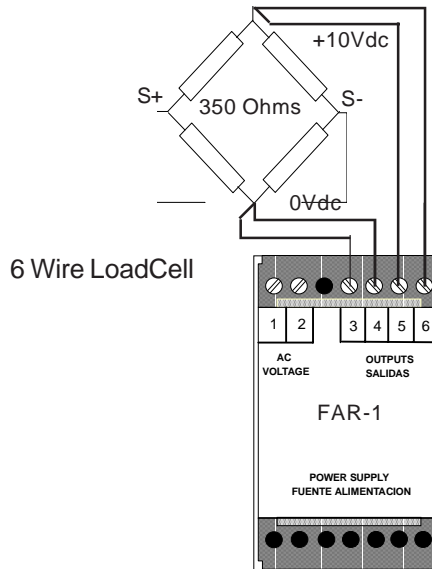 +10Vdc
S+
350 Ohms
S-
0Vdc
6 Wire LoadCell
1 2 3 4 5 6
AC
VOLTAGE
OUTPUTS
SALIDAS
FAR-1
POWER SUPPLY
FUENTE ALIMENTACION